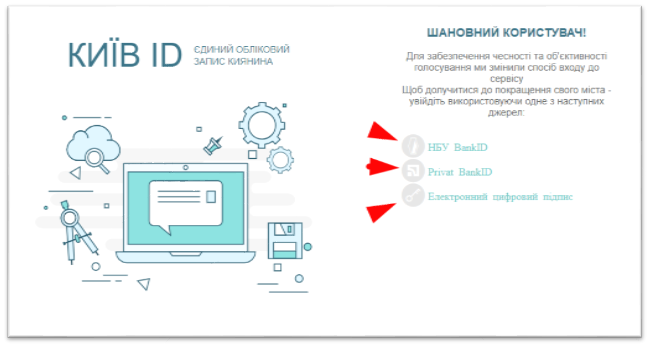 КИЇВ ID
ЄДИНИЙ ОБЛІКОВИЙ
ЗАПИС КИЯНИНА
ШАНОВНИЙ КОРИСТУВАЧ!
Для забезпечення чесності та об'єктивності
голосування ми змінили спосіб входу до
сервісу
Щоб долучитися до покращення свого міста -
увійдіть використовуючи одне з наступних
джерел:
НБУ BankID
Privat BankID
Електронний цифровий підпис